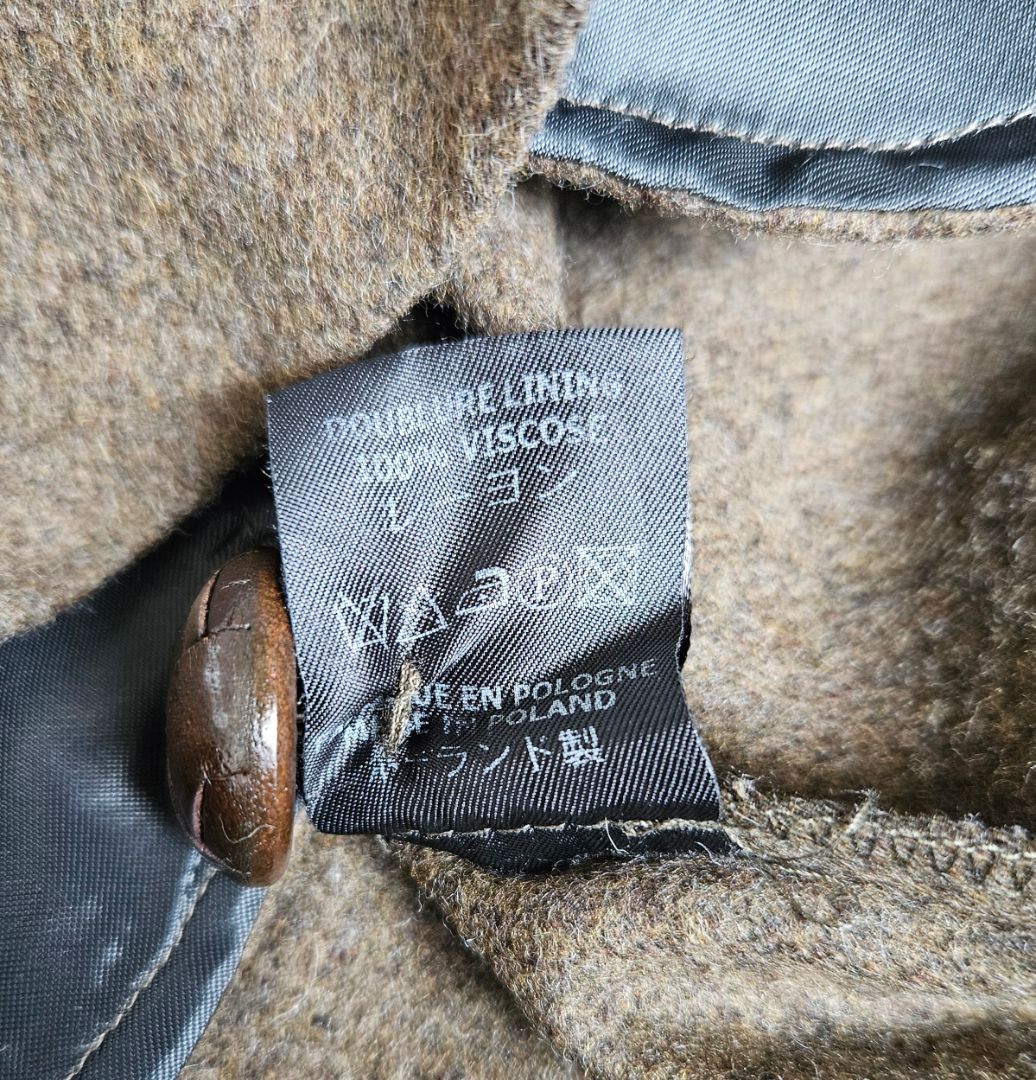 DOUBLURE LINING
100% VISCOSE
レーヨン
P
FABRIQUE EN POLOGNE
MADE IN POLAND
ポーランド製